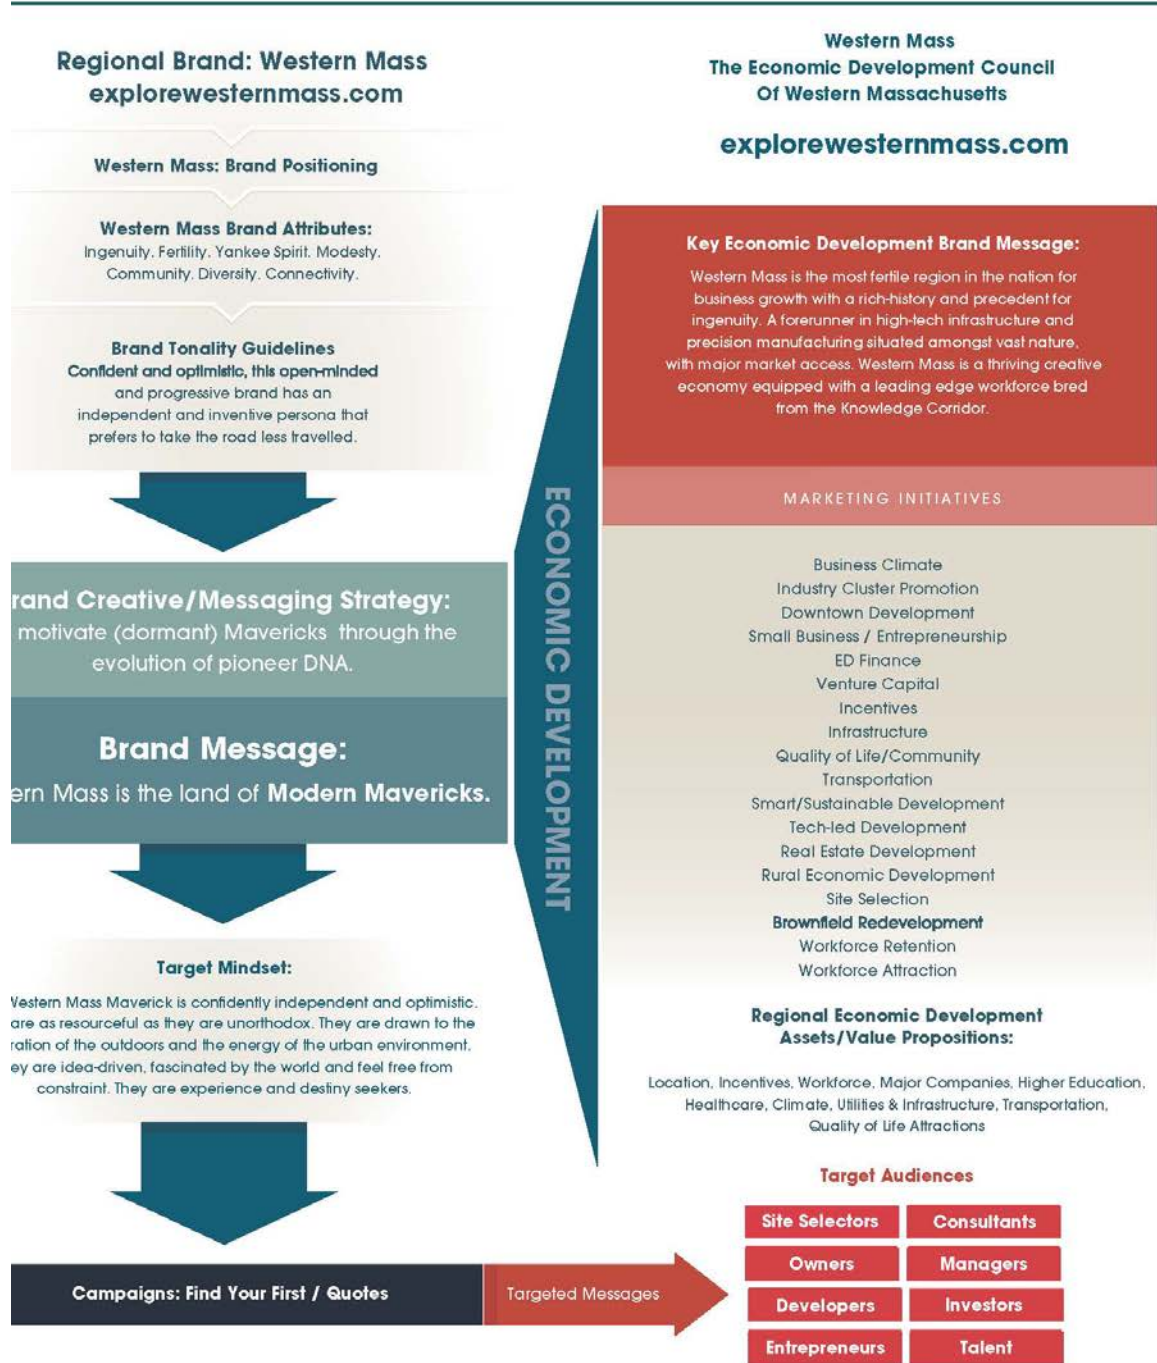 Regional Brand: Western Mass
explorewesternmass.com
Western Mass: Brand Positioning
Western Mass Brand Attributes:
Ingenuity. Fertility. Yankee Spirit. Modesty.
Community. Diversity. Connectivity.
Brand Tonality Guidelines
Confident and optimistic, this open-minded
and progressive brand has an
independent and inventive persona that
prefers to take the road less travelled.
rand Creative/Messaging Strategy:
motivate (dormant) Mavericks through the
evolution of pioneer DNA.
Brand Message:
ern Mass is the land of Modern Mavericks.
Target Mindset:
Western Mass Maverick is confidently independent and optimistic.
are as resourceful as they are unorthodox. They are drawn to the
ration of the outdoors and the energy of the urban environment.
ey are idea-driven, fascinated by the world and feel free from
constraint. They are experience and destiny seekers.
Campaigns: Find Your First / Quotes
Targeted Messages
ECONOMIC DEVELOPMENT
Western Mass
The Economic Development Council
Of Western Massachusetts
explorewesternmass.com
Key Economic Development Brand Message:
Western Mass is the most fertile region in the nation for
business growth with a rich-history and precedent for
ingenuity. A forerunner in high-tech infrastructure and
precision manufacturing situated amongst vast nature,
with major market access. Western Mass is a thriving creative
economy equipped with a leading edge workforce bred
from the Knowledge Corridor.
MARKETING INITIATIVES
Business Climate
Industry Cluster Promotion
Downtown Development
Small Business / Entrepreneurship
ED Finance
Venture Capital
Incentives
Infrastructure
Quality of Life/Community
Transportation
Smart/Sustainable Development
Tech-led Development
Real Estate Development
Rural Economic Development
Site Selection
Brownfield Redevelopment
Workforce Retention
Workforce Attraction
Regional Economic Development
Assets/Value Propositions:
Location, Incentives, Workforce, Major Companies, Higher Education,
Healthcare, Climate, Utilities & Infrastructure, Transportation,
Quality of Life Attractions
Target Audiences
Site Selectors
Consultants
Owners
Managers
Developers
Investors
Entrepreneurs
Talent